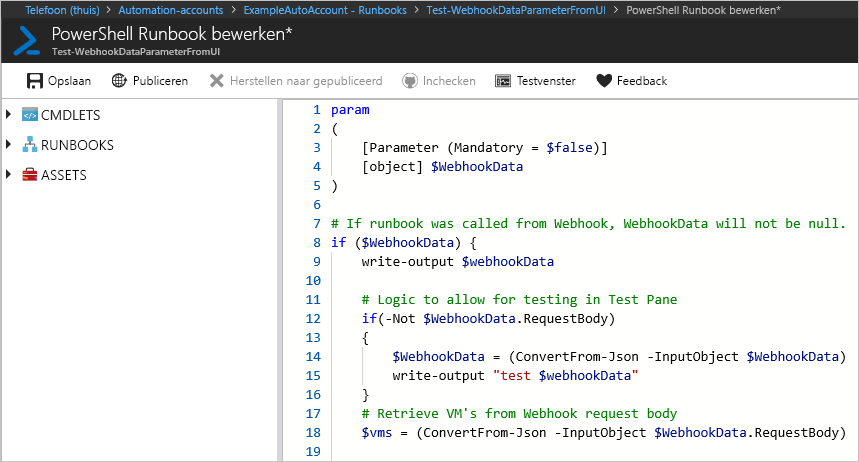 Telefoon (thuis) > Automation-accounts > ExampleAutoAccount - Runbooks > Test-WebhookDataParameterFromUI > PowerShell Runbook bewerken*
PowerShell Runbook bewerken*
Test-WebhookDataParameterFromUI
Opslaan Publiceren Herstellen naar gepubliceerd Inchecken Testvenster Feedback
CMDLETS
RUNBOOKS
ASSETS
1 param
2 (
3     [Parameter (Mandatory = $false)]
4     [object] $WebhookData
5 )
6
7 # If runbook was called from Webhook, WebhookData will not be null.
8 if ($WebhookData) {
9     write-output $webhookData
10
11     # Logic to allow for testing in Test Pane
12     if(-Not $WebhookData.RequestBody)
13     {
14         $WebhookData = (ConvertFrom-Json -InputObject $WebhookData)
15         write-output "test $webhookData"
16     }
17     # Retrieve VM's from Webhook request body
18     $vms = (ConvertFrom-Json -InputObject $WebhookData.RequestBody)
19